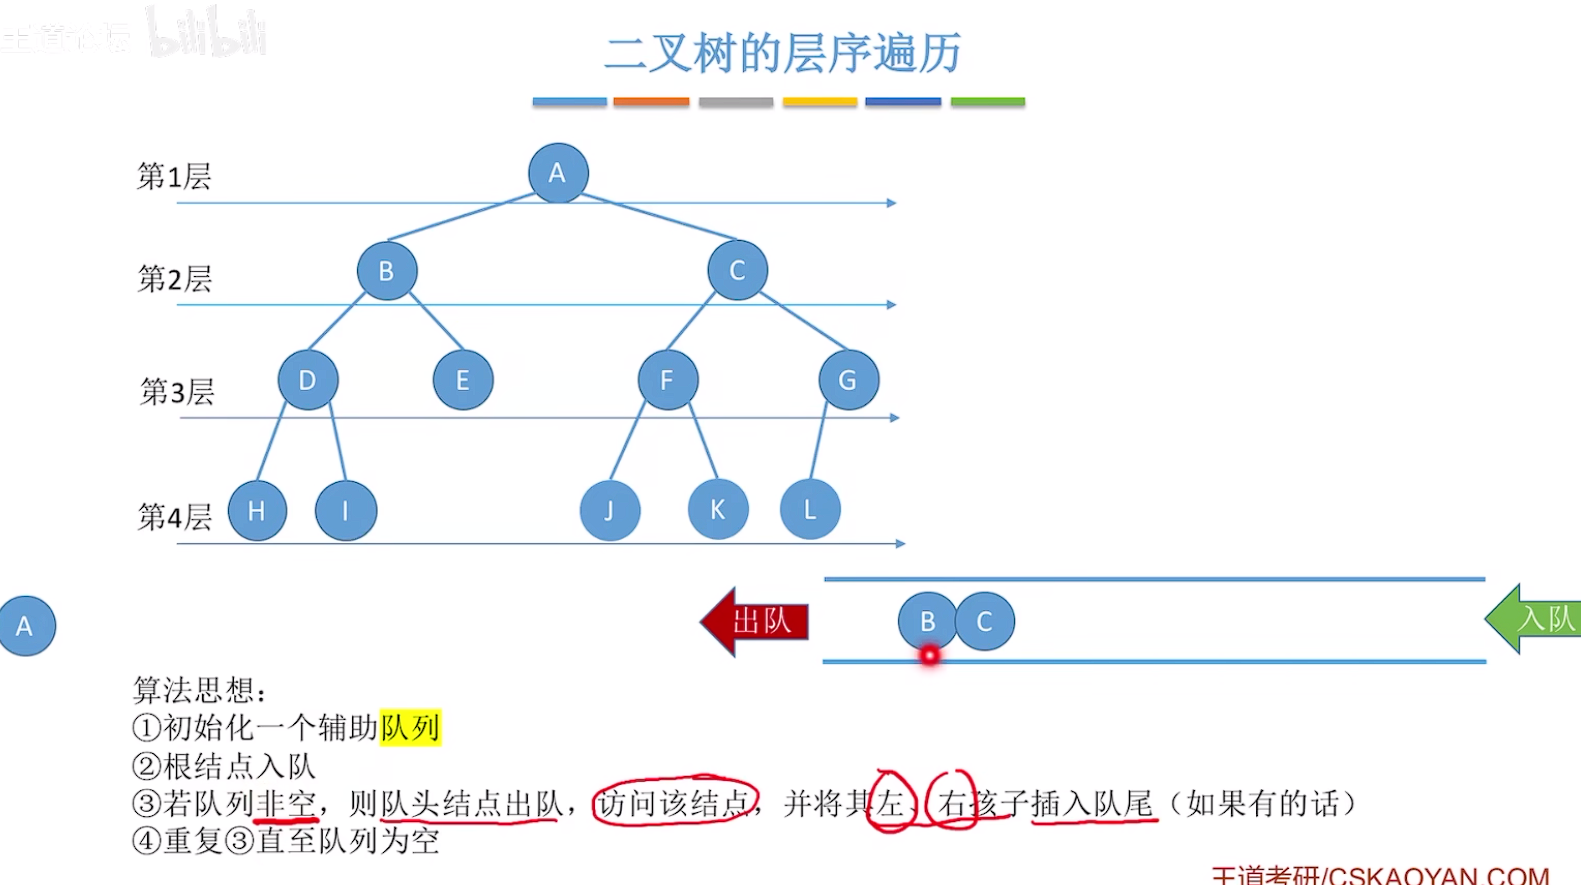 王道考研 bilibili
二叉树的层序遍历
第1层
A
第2层
B C
第3层
D E F G
第4层
H I J K L
A
出队
B C
入队
算法思想：
①初始化一个辅助队列
②根结点入队
③若队列非空，则队头结点出队，访问该结点，并将其左、右孩子插入队尾（如果有的话）
④重复③直至队列为空
王道考研/CSKAOYAN.COM